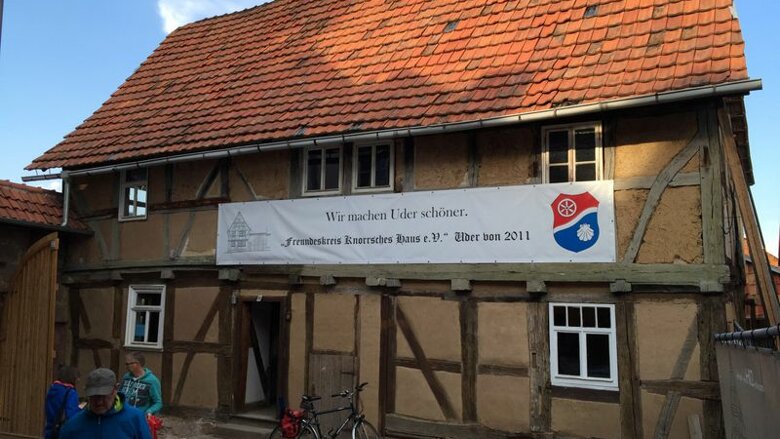 Wir machen Uder schöner.
„Freundeskreis Knorrsches Haus e.V.“ Uder von 2011